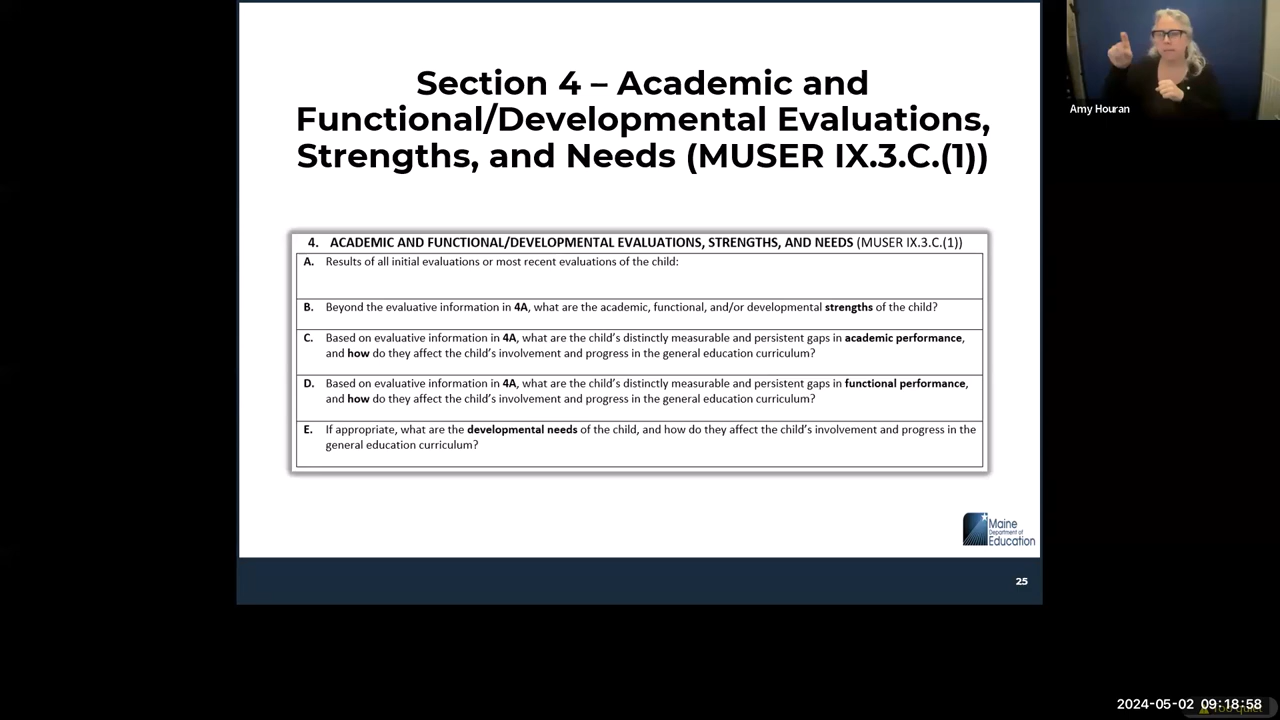 Section 4 – Academic and
Functional/Developmental Evaluations,
Strengths, and Needs (MUSER IX.3.C.(1))
Amy Houran
4. ACADEMIC AND FUNCTIONAL/DEVELOPMENTAL EVALUATIONS, STRENGTHS, AND NEEDS (MUSER IX.3.C.(1))
A. Results of all initial evaluations or most recent evaluations of the child:
B. Beyond the evaluative information in 4A, what are the academic, functional, and/or developmental strengths of the child?
C. Based on evaluative information in 4A, what are the child's distinctly measurable and persistent gaps in academic performance,
and how do they affect the child's involvement and progress in the general education curriculum?
D. Based on evaluative information in 4A, what are the child's distinctly measurable and persistent gaps in functional performance,
and how do they affect the child's involvement and progress in the general education curriculum?
E. If appropriate, what are the developmental needs of the child, and how do they affect the child's involvement and progress in the
general education curriculum?
Maine
Department of
Education
25
2024-05-02 09:18:58